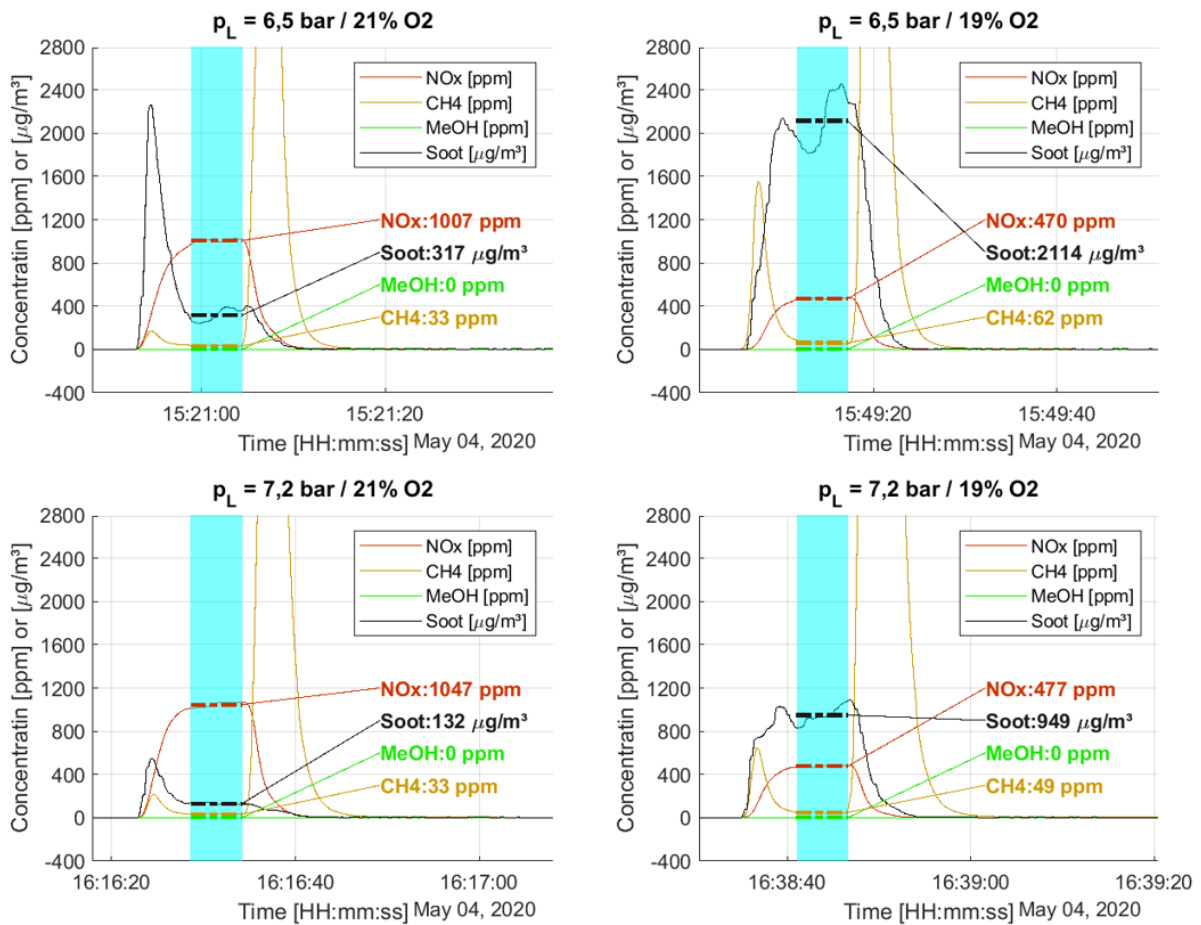 p_L = 6,5 bar / 21% O2
2800
2400
2000
1600
1200
800
400
0
-400
Concentratin [ppm] or [μg/m³]
NOx [ppm]
CH4 [ppm]
MeOH [ppm]
Soot [μg/m³]
NOx:1007 ppm
Soot:317 μg/m³
MeOH:0 ppm
CH4:33 ppm
15:21:00 15:21:20
Time [HH:mm:ss] May 04, 2020
p_L = 6,5 bar / 19% O2
2800
2400
2000
1600
1200
800
400
0
-400
Concentratin [ppm] or [μg/m³]
NOx [ppm]
CH4 [ppm]
MeOH [ppm]
Soot [μg/m³]
NOx:470 ppm
Soot:2114 μg/m³
MeOH:0 ppm
CH4:62 ppm
15:49:20 15:49:40
Time [HH:mm:ss] May 04, 2020
p_L = 7,2 bar / 21% O2
2800
2400
2000
1600
1200
800
400
0
-400
Concentratin [ppm] or [μg/m³]
NOx [ppm]
CH4 [ppm]
MeOH [ppm]
Soot [μg/m³]
NOx:1047 ppm
Soot:132 μg/m³
MeOH:0 ppm
CH4:33 ppm
16:16:20 16:16:40 16:17:00
Time [HH:mm:ss] May 04, 2020
p_L = 7,2 bar / 19% O2
2800
2400
2000
1600
1200
800
400
0
-400
Concentratin [ppm] or [μg/m³]
NOx [ppm]
CH4 [ppm]
MeOH [ppm]
Soot [μg/m³]
NOx:477 ppm
Soot:949 μg/m³
MeOH:0 ppm
CH4:49 ppm
16:38:40 16:39:00 16:39:20
Time [HH:mm:ss] May 04, 2020